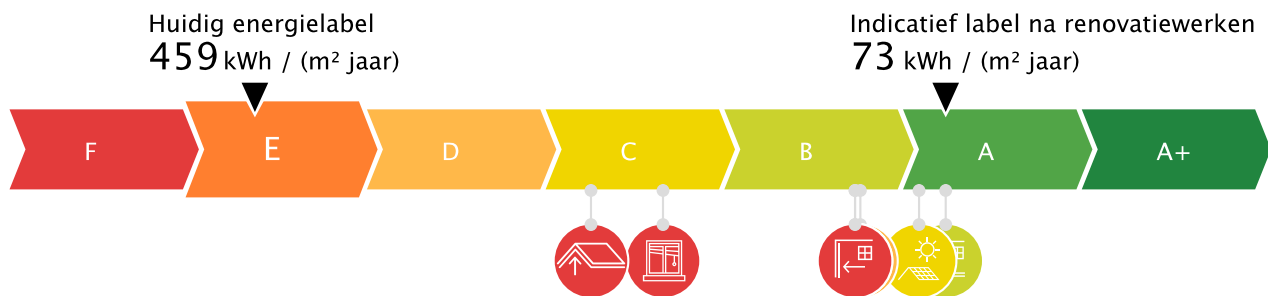 Huidig energielabel
459 kWh / (m² jaar)
Indicatief label na renovatiewerken
73 kWh / (m² jaar)
F
E
D
C
B
A
A+